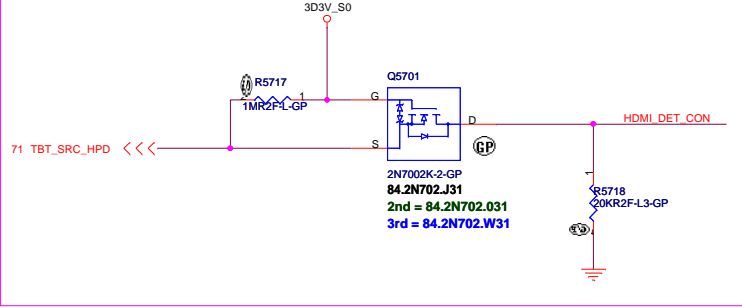 3D3V_S0
R5717
1
1MR2F-L-GP
Q5701
G
S
D
GP
HDMI_DET_CON
71 TBT_SRC_HPD
2N7002K-2-GP
84.2N702.J31
2nd = 84.2N702.031
3rd = 84.2N702.W31
1
R5718
20KR2F-L3-GP